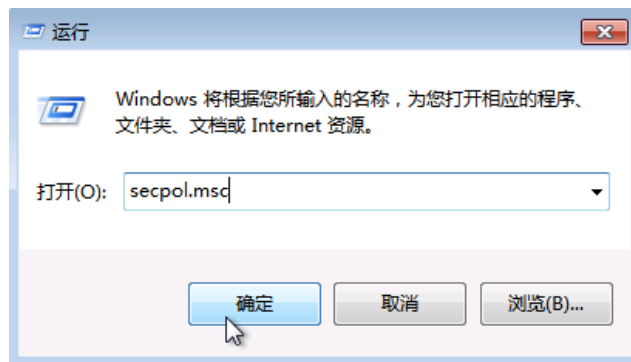 运行
Windows 将根据您所输入的名称，为您打开相应的程序、
文件夹、文档或 Internet 资源。
打开(O): secpol.msc
确定 取消 浏览(B)...